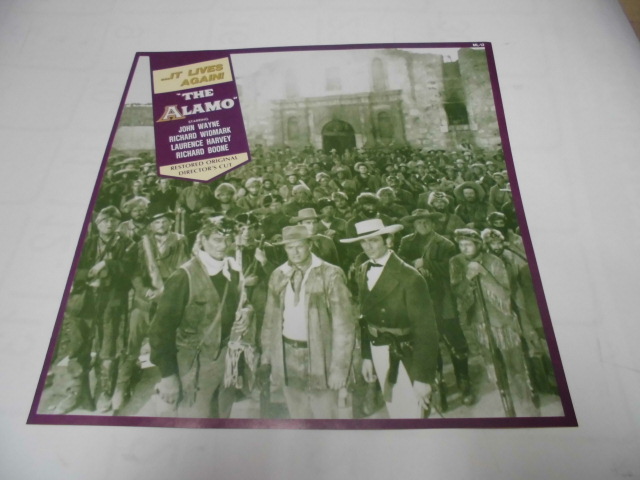 ...IT LIVES
AGAIN!
"THE
ALAMO"
STARRING
JOHN WAYNE
RICHARD WIDMARK
LAURENCE HARVEY
RICHARD BOONE
RESTORED ORIGINAL
DIRECTOR'S CUT